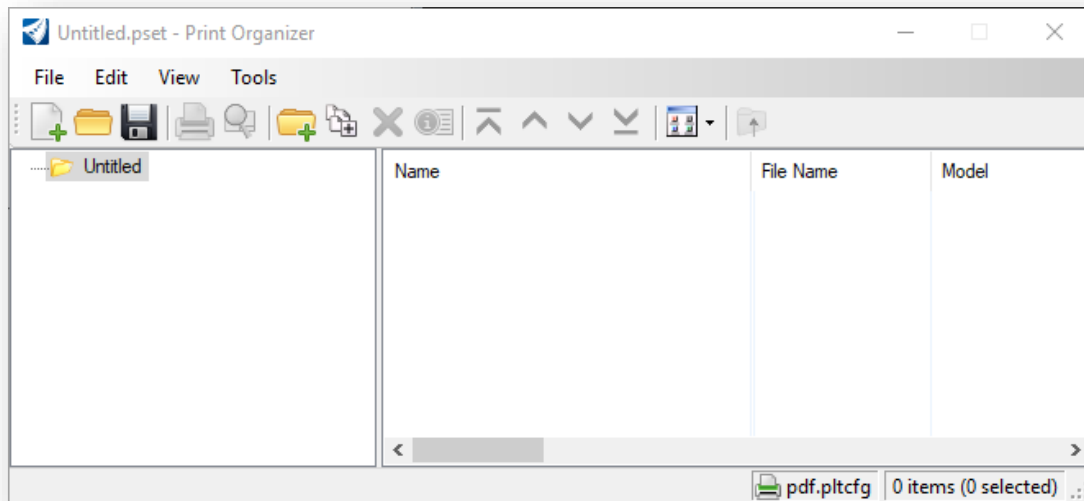 Untitled.pset - Print Organizer
File Edit View Tools
Untitled
Name File Name Model
pdf.pltcfg 0 items (0 selected)